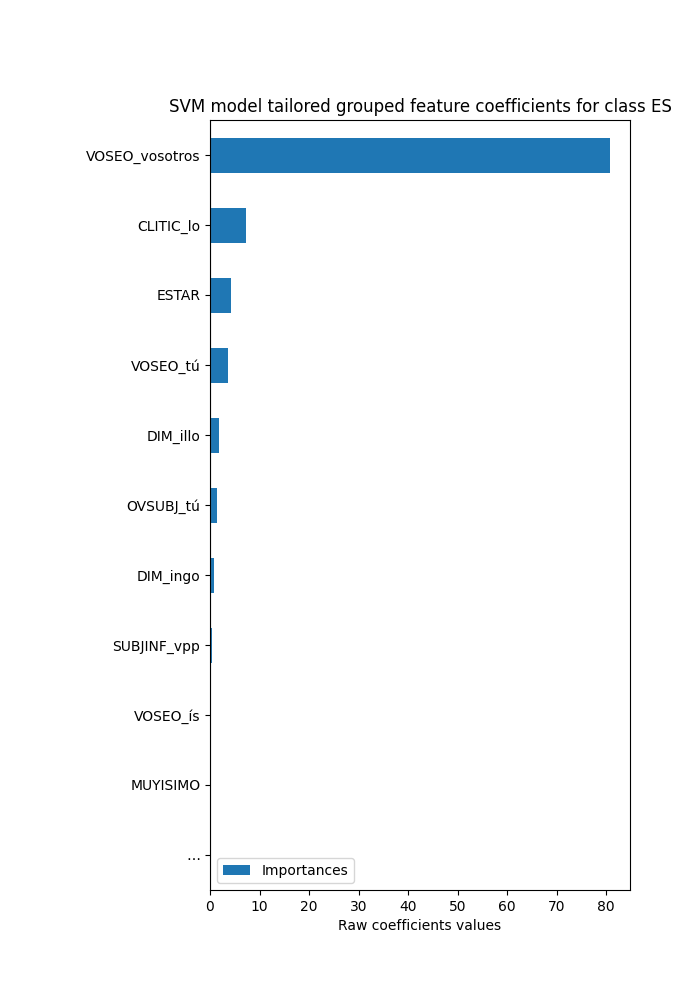 SVM model tailored grouped feature coefficients for class ES
VOSEO_vosotros
CLITIC_lo
ESTAR
VOSEO_tú
DIM_illo
OVSUBJ_tú
DIM_ingo
SUBJINF_vpp
VOSEO_ís
MUYISIMO
...
Importances
0 10 20 30 40 50 60 70 80
Raw coefficients values